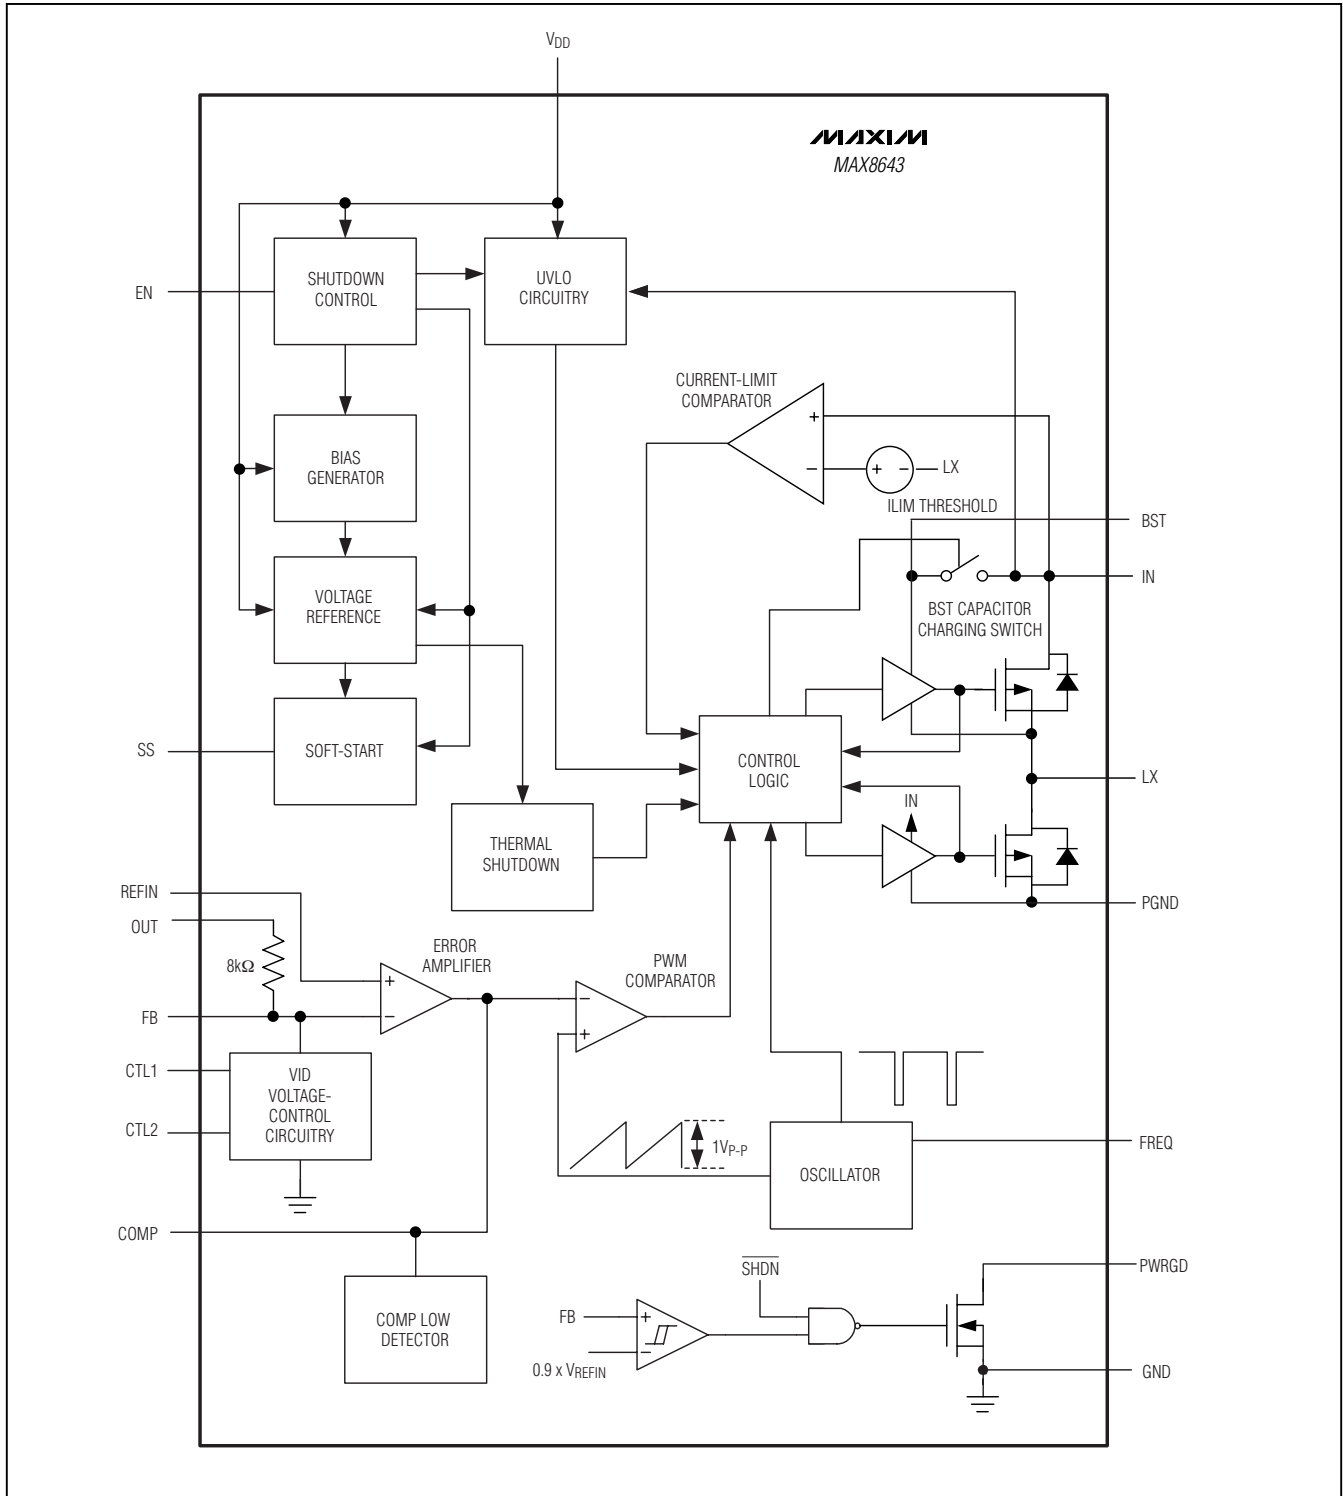 VDD
MAXIM
MAX8643
SHUTDOWN
CONTROL
UVLO
CIRCUITRY
EN
CURRENT-LIMIT
COMPARATOR
+
−
+ −
LX
ILIM THRESHOLD
BIAS
GENERATOR
BST
IN
VOLTAGE
REFERENCE
BST CAPACITOR
CHARGING SWITCH
SS
SOFT-START
CONTROL
LOGIC
LX
IN
THERMAL
SHUTDOWN
REFIN
OUT
8kΩ
ERROR
AMPLIFIER
+
−
PWM
COMPARATOR
−
+
PGND
FB
CTL1
CTL2
VID
VOLTAGE-
CONTROL
CIRCUITRY
1VP-P
OSCILLATOR
FREQ
COMP
COMP LOW
DETECTOR
SHDN
FB
+
−
0.9 x VREFIN
PWRGD
GND